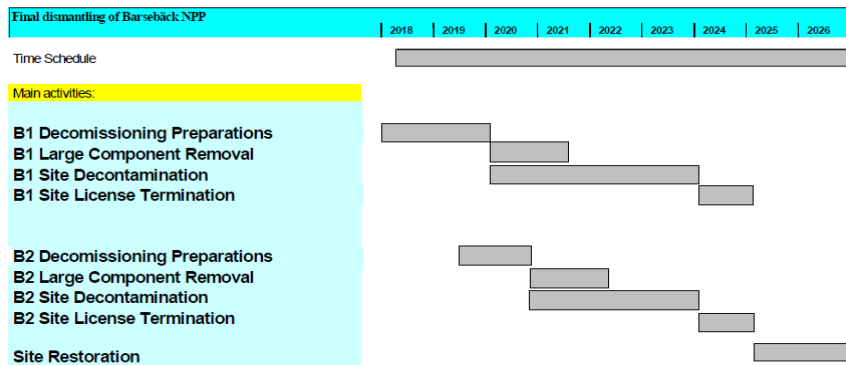 Final dismantling of Barsebäck NPP
2018 2019 2020 2021 2022 2023 2024 2025 2026
Time Schedule
Main activities:
B1 Decomissioning Preparations
B1 Large Component Removal
B1 Site Decontamination
B1 Site License Termination
B2 Decomissioning Preparations
B2 Large Component Removal
B2 Site Decontamination
B2 Site License Termination
Site Restoration